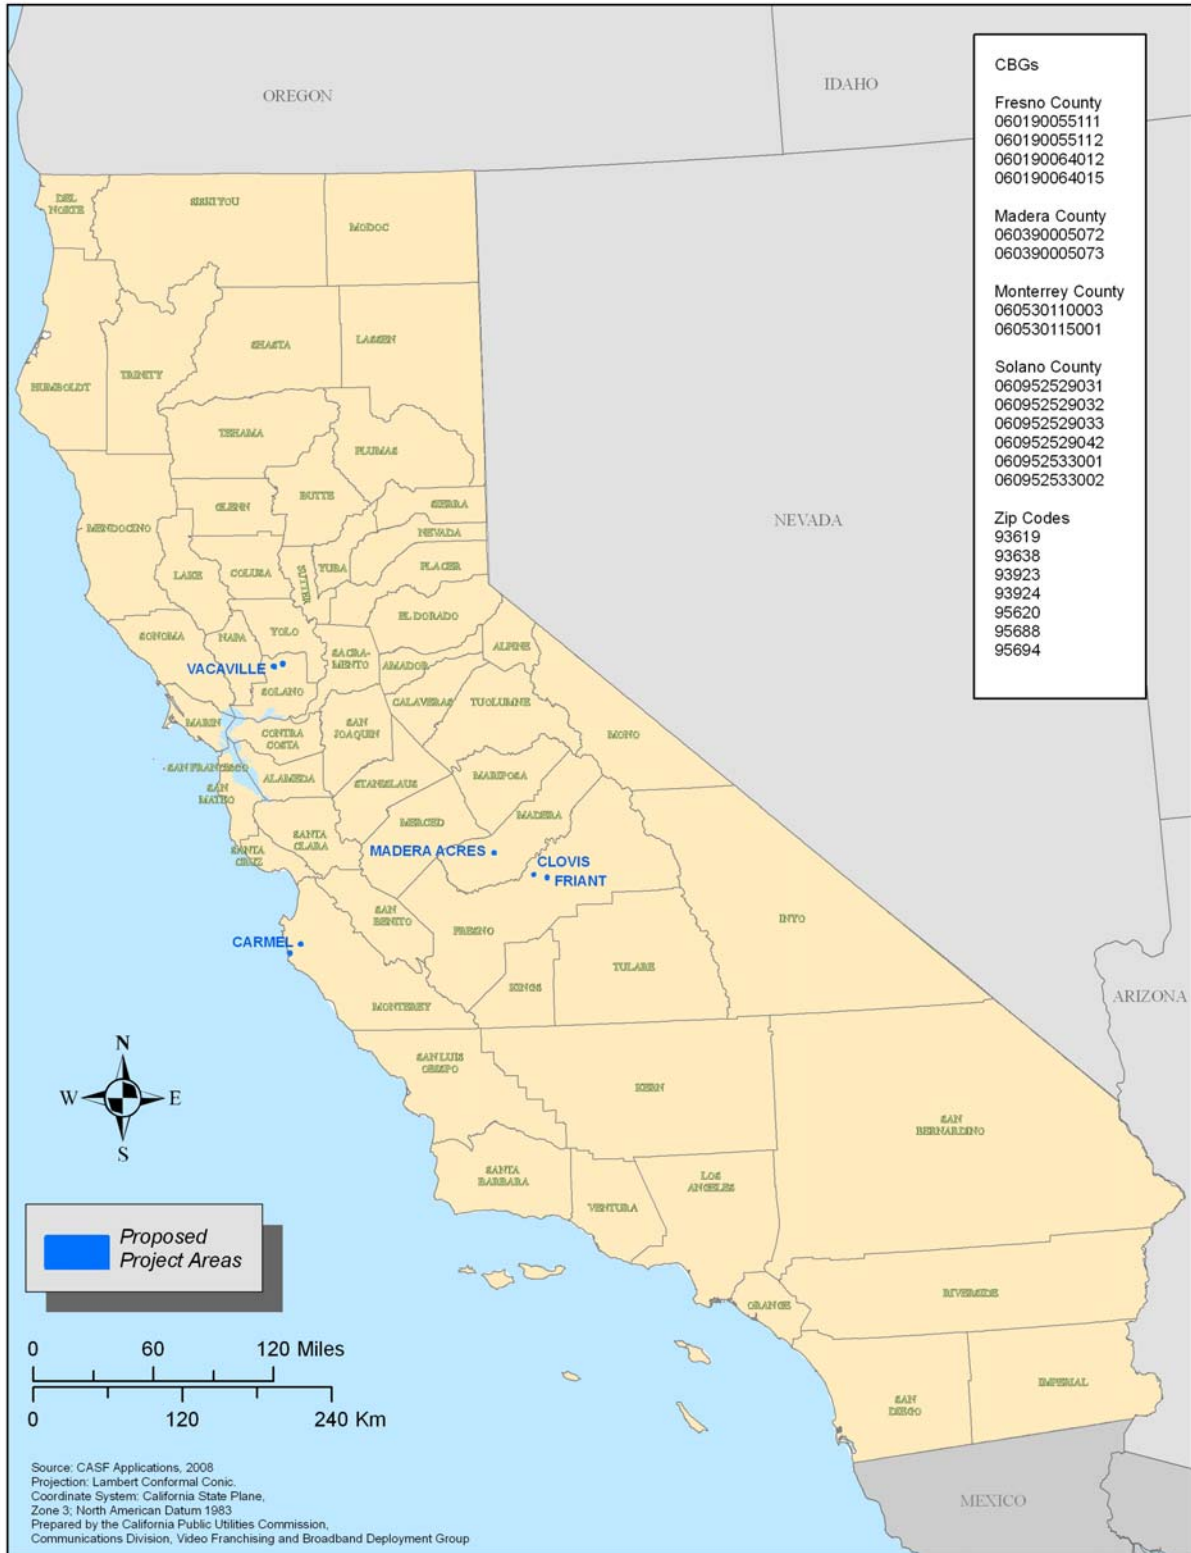 OREGON
IDAHO
NEVADA
ARIZONA
MEXICO
CBGs
Fresno County
060190055111
060190055112
060190064012
060190064015
Madera County
060390005072
060390005073
Monterrey County
060530110003
060530115001
Solano County
060952529031
060952529032
060952529033
060952529042
060952533001
060952533002
Zip Codes
93619
93638
93923
93924
95620
95688
95694
DEL
NORTE
SISKIYOU
MODOC
HUMBOLDT
TRINITY
SHASTA
LASSEN
TEHAMA
PLUMAS
MENDOCINO
GLENN
BUTTE
SIERRA
NEVADA
LAKE
COLUSA
SUTTER
YUBA
PLACER
EL DORADO
SONOMA
NAPA
YOLO
SACRA-
MENTO
AMADOR
ALPINE
VACAVILLE
SOLANO
CALAVERAS
TUOLUMNE
MARIN
CONTRA
COSTA
SAN
JOAQUIN
MONO
SAN FRANCISCO
ALAMEDA
STANISLAUS
MARIPOSA
SAN
MATEO
SANTA
CLARA
MERCED
MADERA
SANTA
CRUZ
MADERA ACRES
CLOVIS
FRIANT
SAN
BENITO
FRESNO
INYO
CARMEL
TULARE
KINGS
MONTEREY
SAN LUIS
OBISPO
KERN
SAN
BERNARDINO
SANTA
BARBARA
VENTURA
LOS
ANGELES
ORANGE
RIVERSIDE
SAN
DIEGO
IMPERIAL
N
W E
S
Proposed
Project Areas
0 60 120 Miles
0 120 240 Km
Source: CASF Applications, 2008
Projection: Lambert Conformal Conic.
Coordinate System: California State Plane,
Zone 3; North American Datum 1983
Prepared by the California Public Utilities Commission,
Communications Division, Video Franchising and Broadband Deployment Group